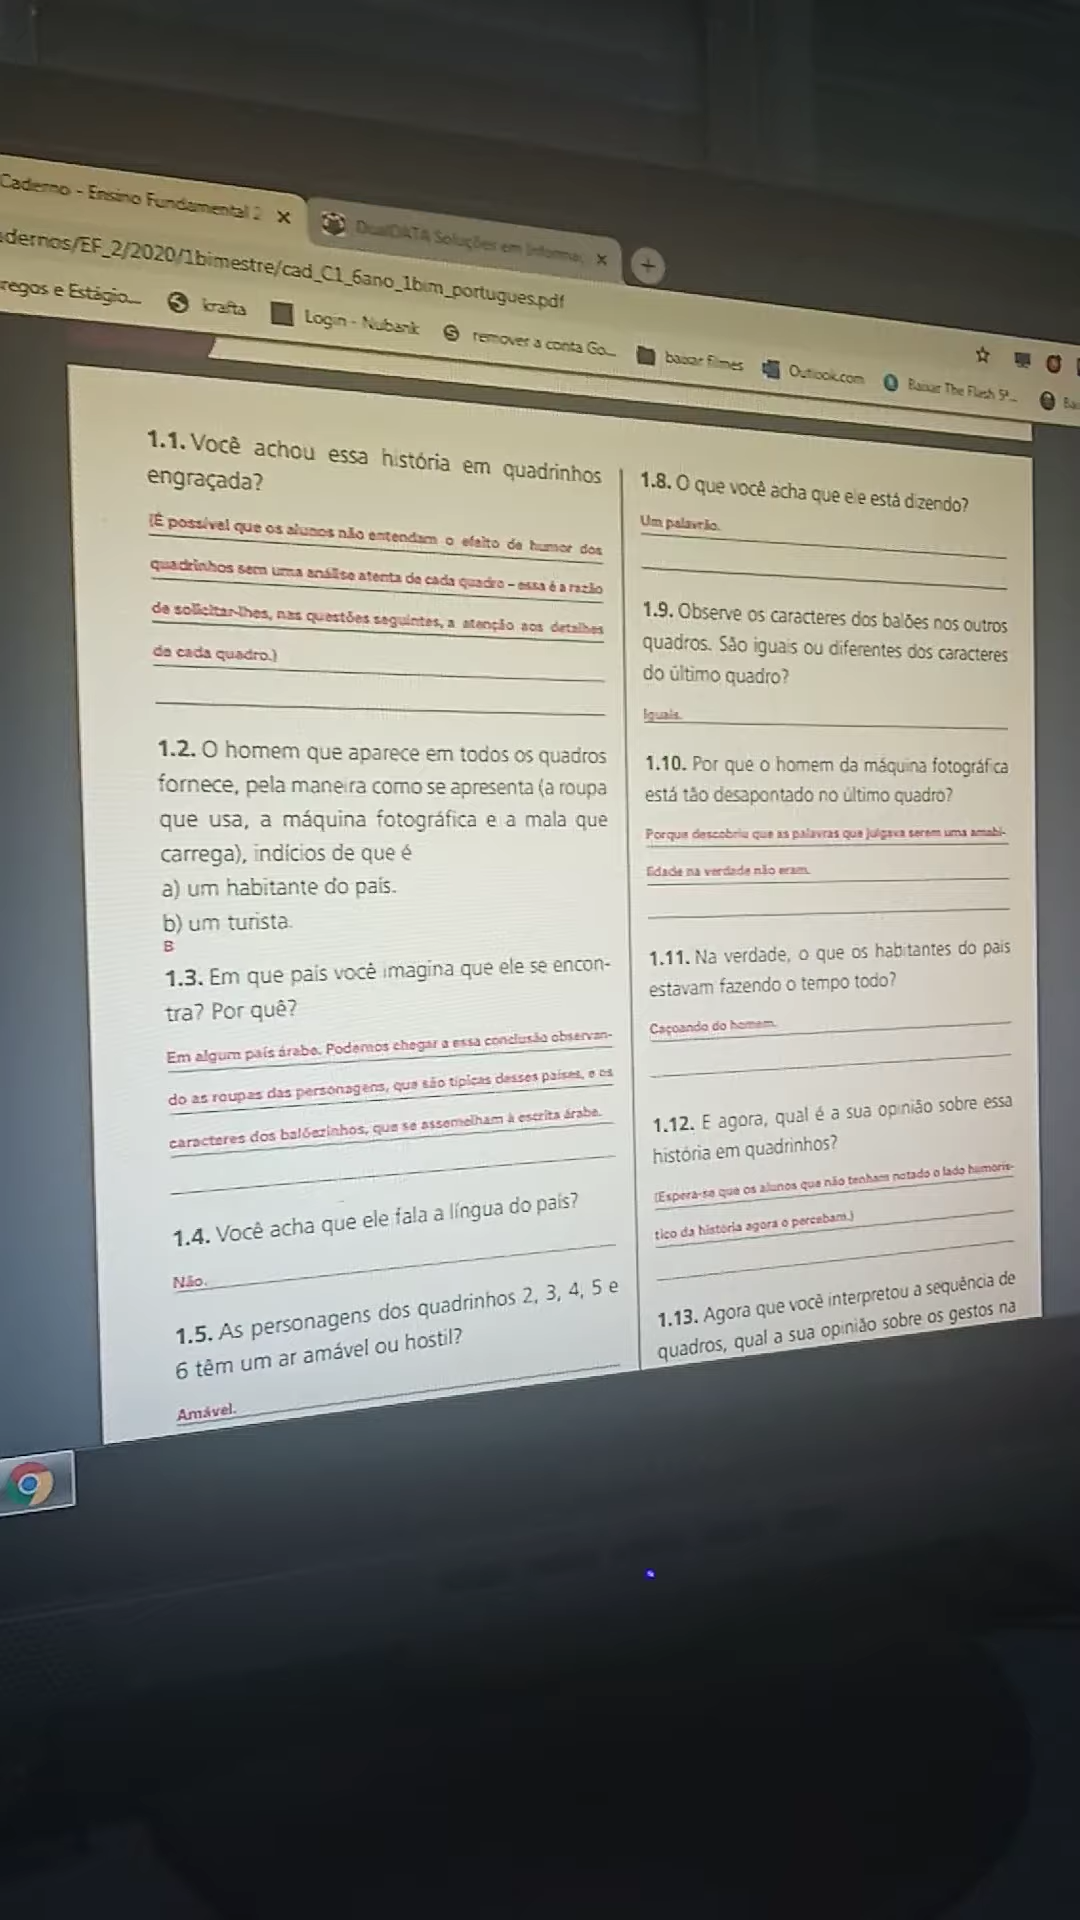 Caderno - Ensino Fundamental 2
DualDATA Soluções em Informa
dernos/EF_2/2020/1bimestre/cad_C1_6ano_1bim_portugues.pdf
regos e Estágio...
krafta
Login - Nubank
remover a conta Go...
baixar filmes
Outlook.com
Baixar The Flash 5ª...
Ba
1.1. Você achou essa história em quadrinhos
engraçada?
(É possível que os alunos não entendam o efeito de humor dos
quadrinhos sem uma análise atenta de cada quadro – essa é a razão
de solicitar-lhes, nas questões seguintes, a atenção aos detalhes
de cada quadro.)
1.2. O homem que aparece em todos os quadros
fornece, pela maneira como se apresenta (a roupa
que usa, a máquina fotográfica e a mala que
carrega), indícios de que é
a) um habitante do país.
b) um turista.
B
1.3. Em que país você imagina que ele se encon-
tra? Por quê?
Em algum país árabe. Podemos chegar a essa conclusão observan-
do as roupas das personagens, que são típicas desses países, e os
caracteres dos balõezinhos, que se assemelham à escrita árabe.
1.4. Você acha que ele fala a língua do país?
Não.
1.5. As personagens dos quadrinhos 2, 3, 4, 5 e
6 têm um ar amável ou hostil?
Amável.
1.8. O que você acha que ele está dizendo?
Um palavrão.
1.9. Observe os caracteres dos balões nos outros
quadros. São iguais ou diferentes dos caracteres
do último quadro?
Iguais.
1.10. Por que o homem da máquina fotográfica
está tão desapontado no último quadro?
Porque descobriu que as palavras que julgava serem uma amabi-
lidade na verdade não eram.
1.11. Na verdade, o que os habitantes do país
estavam fazendo o tempo todo?
Caçoando do homem.
1.12. E agora, qual é a sua opinião sobre essa
história em quadrinhos?
(Espera-se que os alunos que não tenham notado o lado humorís-
tico da história agora o percebam.)
1.13. Agora que você interpretou a sequência de
quadros, qual a sua opinião sobre os gestos na